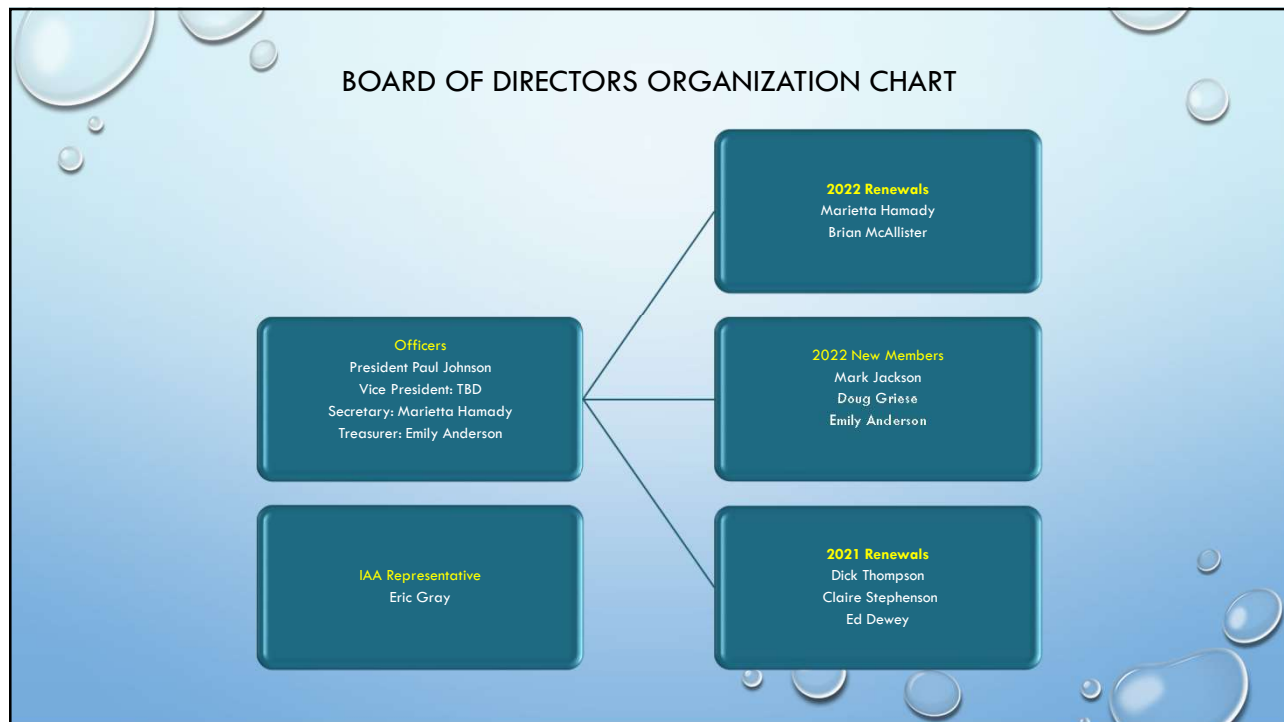 BOARD OF DIRECTORS ORGANIZATION CHART
Officers
President Paul Johnson
Vice President: TBD
Secretary: Marietta Hamady
Treasurer: Emily Anderson
2022 Renewals
Marietta Hamady
Brian McAllister
2022 New Members
Mark Jackson
Doug Griese
Emily Anderson
2021 Renewals
Dick Thompson
Claire Stephenson
Ed Dewey
IAA Representative
Eric Gray